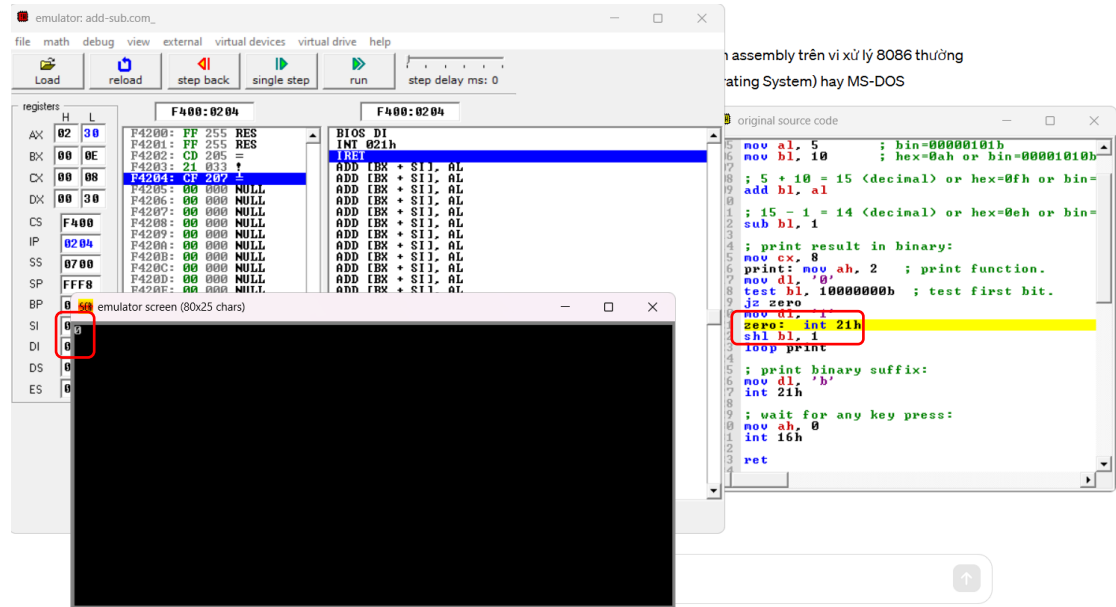 emulator: add-sub.com_
file math debug view external virtual devices virtual drive help
Load reload step back single step run step delay ms: 0
registers
H L
F400:0204 F400:0204
AX 02 30
BX 00 0E
CX 00 08
DX 00 30
CS F400
IP 0204
SS 0700
SP FFF8
BP 0
SI 0
DI 0
DS 0
ES 0
F4200: FF 255 RES
F4201: FF 255 RES
F4202: CD 205 =
F4203: 21 033 !
F4204: CF 207 ╧
F4205: 00 000 NULL
F4206: 00 000 NULL
F4207: 00 000 NULL
F4208: 00 000 NULL
F4209: 00 000 NULL
F420A: 00 000 NULL
F420B: 00 000 NULL
F420C: 00 000 NULL
F420D: 00 000 NULL
F420E: 00 000 NULL
BIOS DI
INT 021h
IRET
ADD [BX + SI], AL
ADD [BX + SI], AL
ADD [BX + SI], AL
ADD [BX + SI], AL
ADD [BX + SI], AL
ADD [BX + SI], AL
ADD [BX + SI], AL
ADD [BX + SI], AL
ADD [BX + SI], AL
ADD [BX + SI], AL
ADD [BX + SI], AL
emulator screen (80x25 chars)
0
assembly trên vi xử lý 8086 thường
rating System) hay MS-DOS
original source code
mov al, 5 ; bin=00000101b
mov bl, 10 ; hex=0ah or bin=00001010b
; 5 + 10 = 15 (decimal) or hex=0fh or bin=
add bl, al
; 15 - 1 = 14 (decimal) or hex=0eh or bin=
sub bl, 1
; print result in binary:
mov cx, 8
print: mov ah, 2 ; print function.
mov dl, '0'
test bl, 10000000b ; test first bit.
jz zero
mov dl, '1'
zero: int 21h
shl bl, 1
loop print
; print binary suffix:
mov dl, 'b'
int 21h
; wait for any key press:
mov ah, 0
int 16h
ret